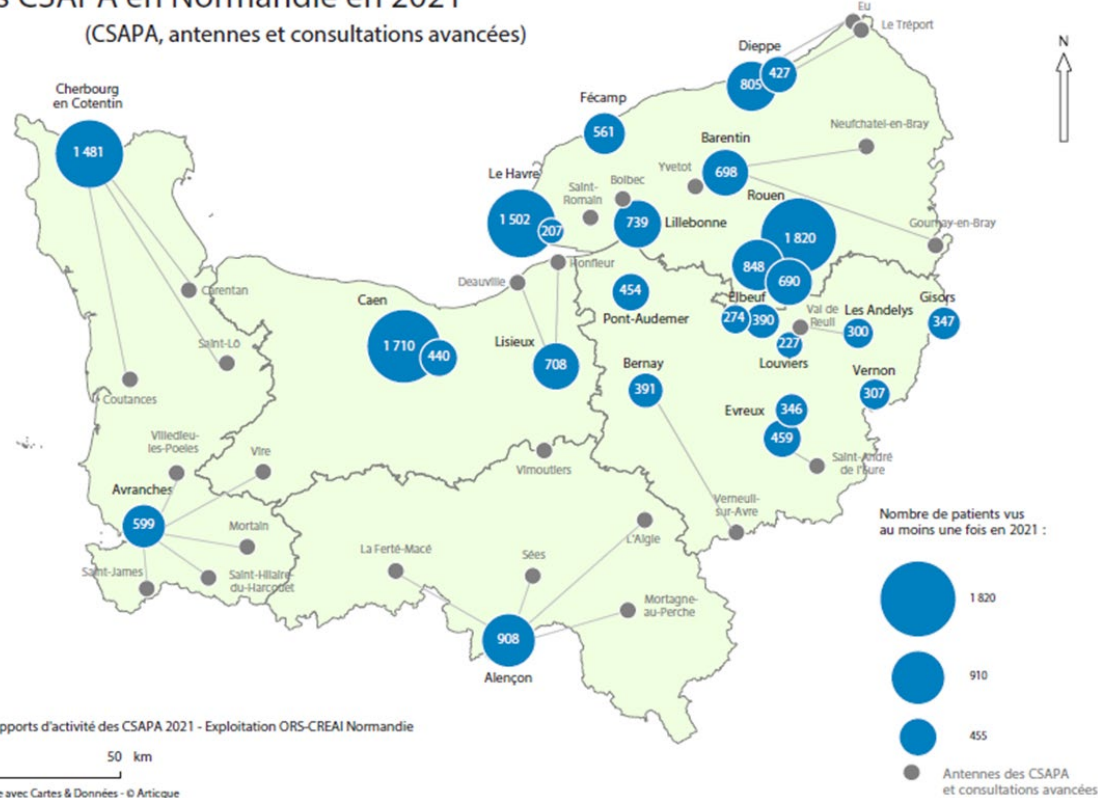 CSAPA en Normandie en 2021
(CSAPA, antennes et consultations avancées)
Eu
Le Tréport
Dieppe
805
427
N
Cherbourg
en Cotentin
1 481
Fécamp
561
Neufchatel-en-Bray
Barentin
698
Yvetot
Le Havre
1 502
207
Saint-
Romain
Bolbec
739
Lillebonne
Rouen
1 820
848
690
Gournay-en-Bray
Honfleur
Deauville
Carentan
454
Pont-Audemer
Elbeuf
274
390
Val de
Reuil
227
Louviers
Les Andelys
300
Gisors
347
Caen
1 710
440
Lisieux
708
Saint-Lô
Coutances
Bernay
391
Vernon
307
Evreux
346
459
Saint-André
de l'Eure
Villedieu-
les-Poeles
Vire
Vimoutiers
Avranches
599
Mortain
Saint-James
Saint-Hilaire-
du-Harcouet
Verneuil-
sur-Avre
L'Aigle
La Ferté-Macé
Sées
Mortagne-
au-Perche
908
Alençon
Nombre de patients vus
au moins une fois en 2021 :
1 820
910
455
Antennes des CSAPA
et consultations avancées
pports d'activité des CSAPA 2021 - Exploitation ORS-CREAI Normandie
50 km
avec Cartes & Données - © Articque